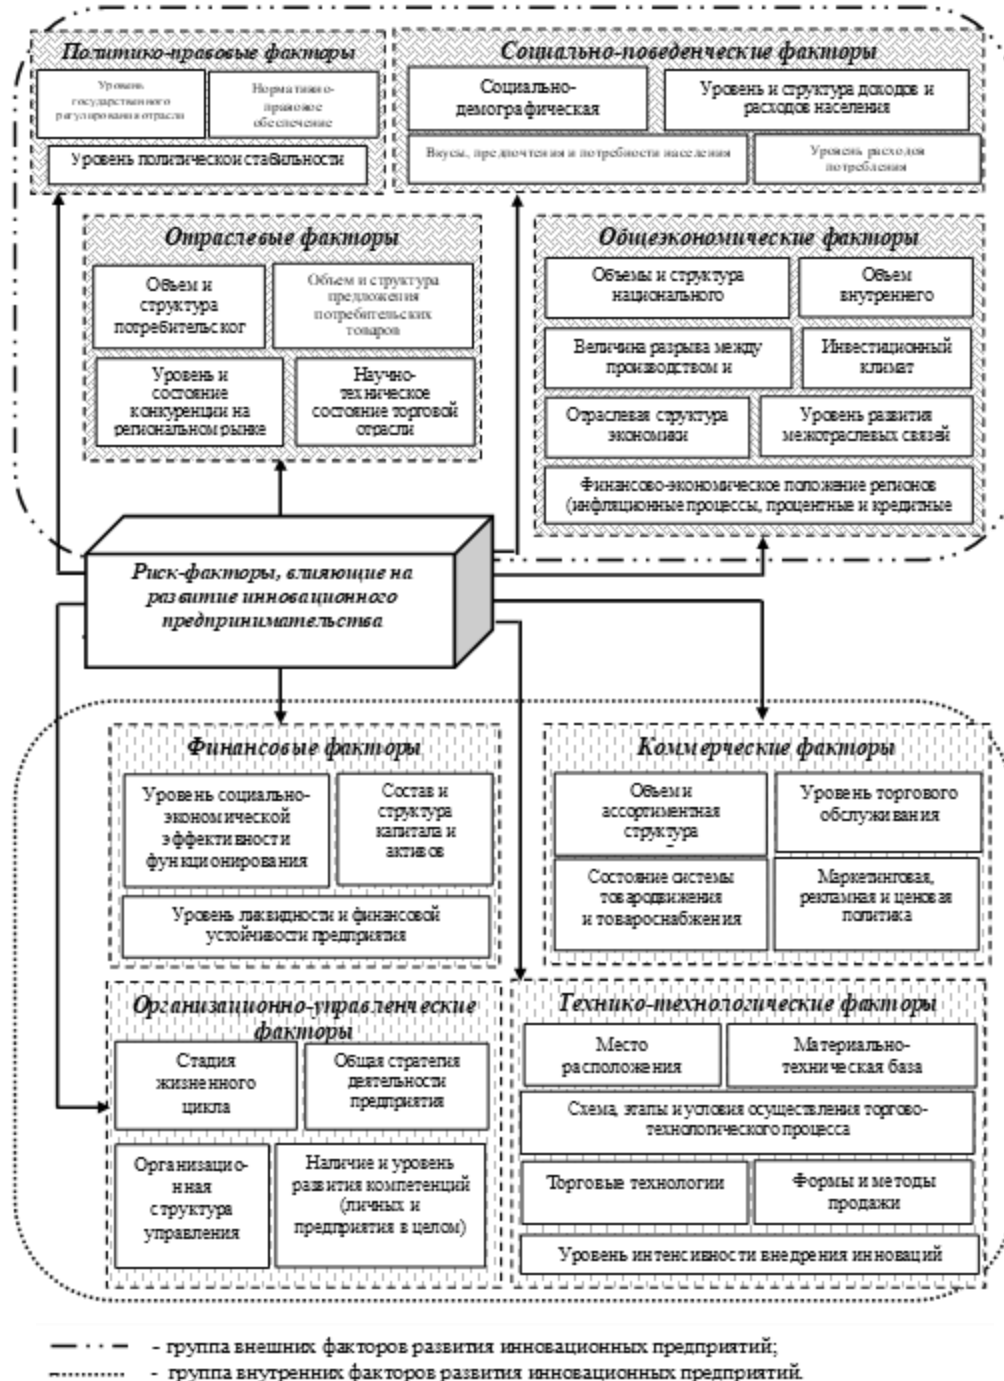 Политико-правовые факторы
Уровень
государственного
регулирования отрасли
Нормативно-
правовое
обеспечение
Уровень политической стабильности
Социально-поведенческие факторы
Социально-
демографическая
Уровень и структура доходов и
расходов населения
Вкусы, предпочтения и потребности населения
Уровень расходов
потребления
Отраслевые факторы
Объем и
структура
потребительског
Объем и структура
предложения
потребительских
товаров
Уровень и
состояние
конкуренции на
региональном рынке
Научно-
техническое
состояние торговой
отрасли
Общеэкономические факторы
Объемы и структура
национального
Объем
внутреннего
Величина разрыва между
производством и
Инвестиционный
климат
Отраслевая структура
экономики
Уровень развития
межотраслевых связей
Финансово-экономическое положение регионов
(инфляционные процессы, процентные и кредитные
Риск-факторы, влияющие на
развитие инновационного
предпринимательства
Финансовые факторы
Уровень социально-
экономической
эффективности
функционирования
Состав и
структура
капитала и
активов
Уровень ликвидности и финансовой
устойчивости предприятия
Коммерческие факторы
Объем и
ассортиментная
структура
Уровень торгового
обслуживания
Состояние системы
товародвижения
и товароснабжения
Маркетинговая,
рекламная и ценовая
политика
Организационно-управленческие
факторы
Стадия
жизненного
цикла
Общая стратегия
деятельности
предприятия
Организацио-
нная
структура
управления
Наличие и уровень
развития компетенций
(личных и
предприятия в целом)
Технико-технологические факторы
Место
расположения
Материально-
техническая база
Схема, этапы и условия осуществления торгово-
технологического процесса
Торговые технологии
Формы и методы
продажи
Уровень интенсивности внедрения инноваций
- группа внешних факторов развития инновационных предприятий;
- группа внутренних факторов развития инновационных предприятий.